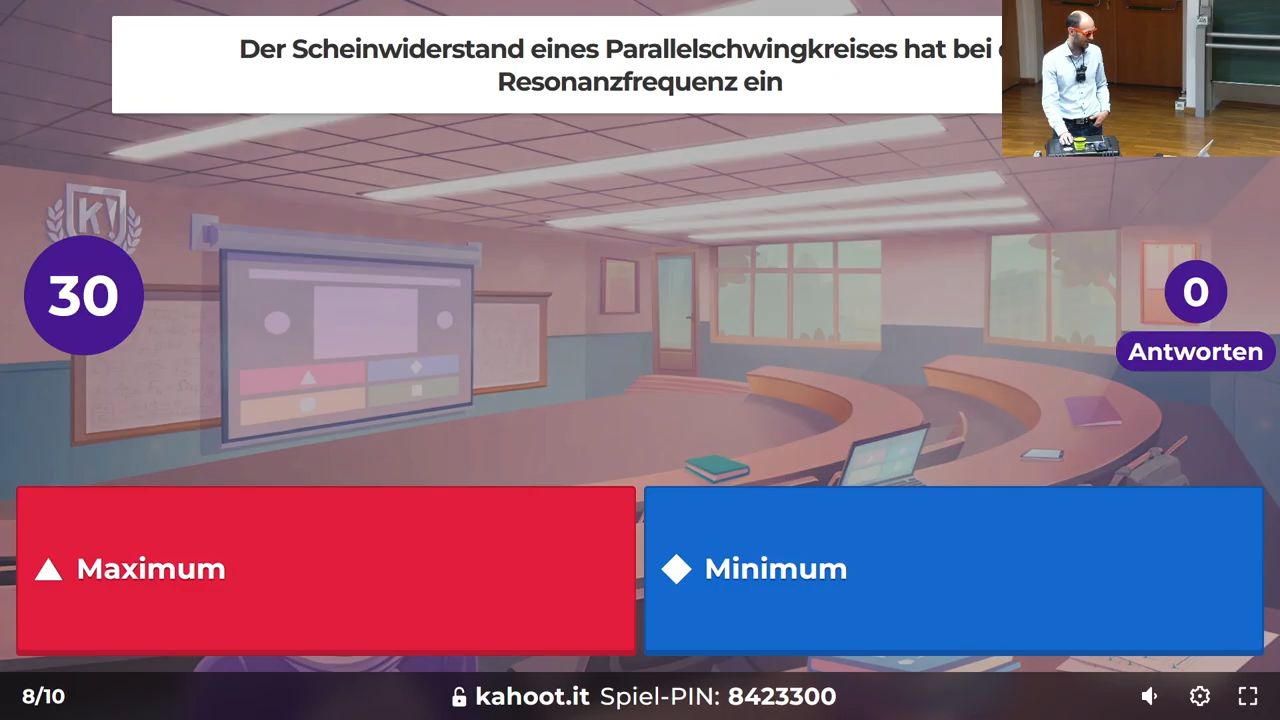 Der Scheinwiderstand eines Parallelschwingkreises hat bei
Resonanzfrequenz ein
K!
30
0
Antworten
Maximum
Minimum
8/10
kahoot.it Spiel-PIN: 8423300